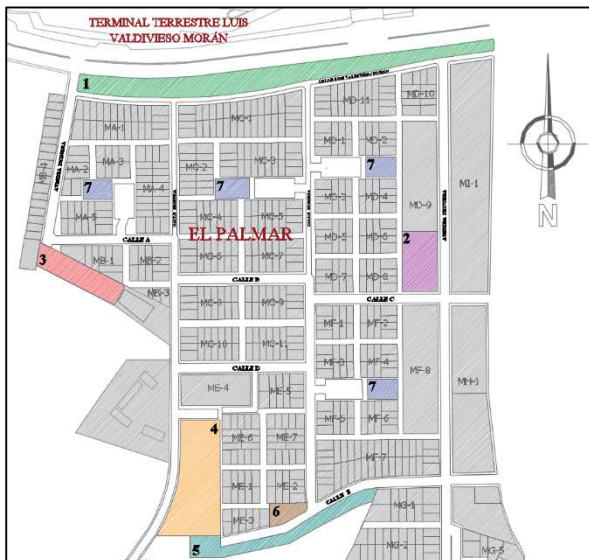 TERMINAL TERRESTRE LUIS
VALDIVIESO MORÁN
1
MD-10
MD-11
MA-1
MC-1
MI-1
MD-1
MD-2
MA-3
MA-2
MC-2
MC-3
7
AVENIDA PRIMERA
MA-4
7
7
MD-3
MD-4
MD-9
N
MA-5
MC-4
MC-5
EL PALMAR
MD-5
MD-6
2
CALLE A
3
MB-1
MB-2
MC-6
MC-7
MD-7
MD-8
CALLE B
MB-3
CALLE C
MC-8
MC-9
MF-1
MF-2
MC-10
MC-11
MF-3
MF-4
MF-8
CALLE D
ME-4
ME-5
7
MH-1
4
MF-5
MF-6
ME-6
ME-7
MF-7
ME-1
ME-2
6
CALLE E
ME-3
MG-1
5
MG-2
MG-5